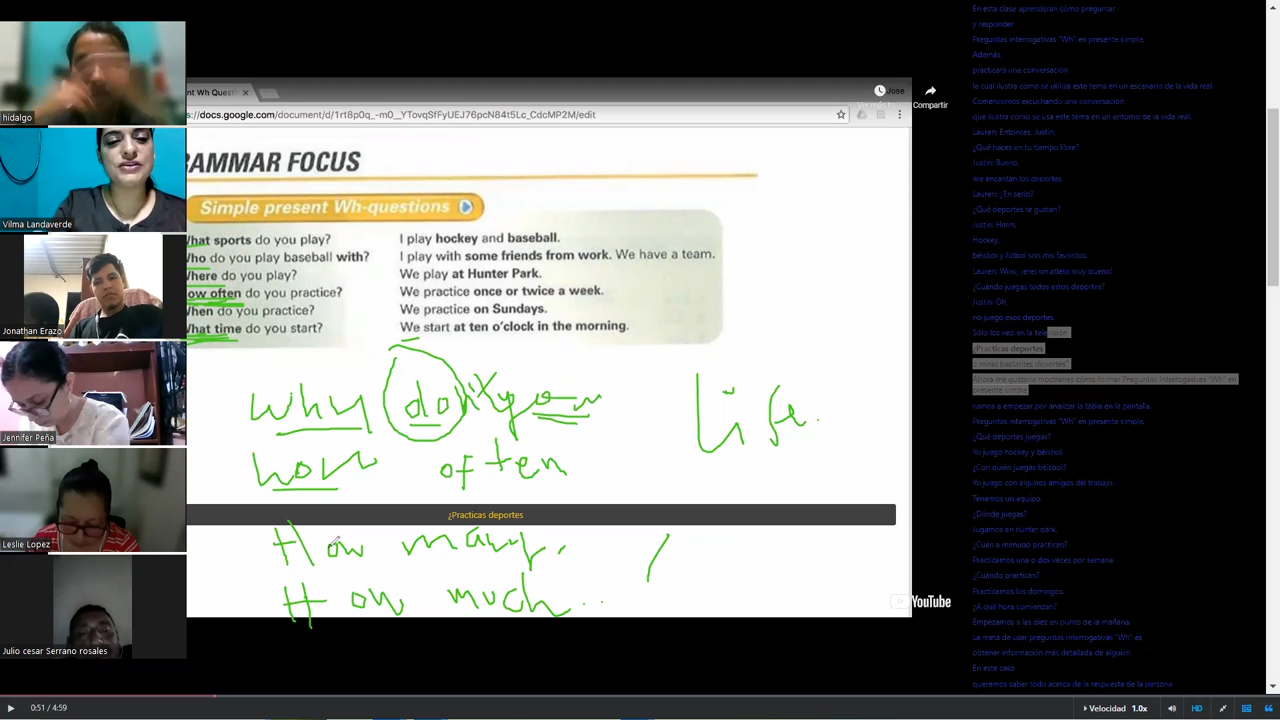 hidalgo
Vilma Landaverde
Jonathan Erazo
Jennifer Peña
Leslie Lopez
Julio cesar Serrano rosales
nt Wh Questi
Jose
Ver más ta
Compartir
s://docs.google.com/document/d/1rt8p0q_-m0__YTovqSfFyUEJ76pcN84t5Lc_CdcMP2M/edit
RAMMAR FOCUS
Simple present Wh-questions
What sports do you play? I play hockey and baseball.
Who do you play baseball with? I play with some friends from work. We have a team.
Where do you play? We play at Hunter Park.
How often do you practice? We practice once or twice a week.
When do you practice? We practice on Sundays.
What time do you start? We start at ten o'clock in the morning.
Why do you
life.
How often
¿Practicas deportes
How many,
How much...
YouTube
En esta clase aprenderán cómo preguntar
y responder
Preguntas interrogativas "Wh" en presente simple.
Además
practicará una conversación
la cual ilustra como se utiliza este tema en un escenario de la vida real
Comencemos escuchando una conversación
que ilustra como se usa este tema en un entorno de la vida real.
Lauren: Entonces, Justin,
¿Qué haces en tu tiempo libre?
Justin: Bueno,
me encantan los deportes.
Lauren: ¿En serio?
¿Qué deportes te gustan?
Justin: Hmm,
Hockey,
béisbol y fútbol son mis favoritos.
Lauren: Wow, ¡eres un atleta muy bueno!
¿Cuándo juegas todos estos deportes?
Justin: Oh,
no juego esos deportes.
Sólo los veo en la televisión
¿Practicas deportes
o miras bastantes deportes?
Ahora me gustaría mostrarles cómo formar Preguntas Interrogativas "Wh" en
presente simple
vamos a empezar por analizar la tabla en la pantalla.
Preguntas interrogativas "Wh" en presente simple.
¿Qué deportes juegas?
Yo juego hockey y béisbol.
¿Con quién juegas béizbol?
Yo juego con algunos amigos del trabajo.
Tenemos un equipo.
¿Dónde juegas?
Jugamos en hunter park.
¿Cuán a menudo practican?
Practicamos una o dos veces por semana.
¿Cuándo practican?
Practicamos los domingos.
¿A qué hora comienzan?
Empezamos a las diez en punto de la mañana.
La meta de usar preguntas interrogativas "Wh" es
obtener información más detallada de alguien.
En este caso
queremos saber todo acerca de la respuesta de la persona
0:51 / 4:59
Velocidad 1.0x
HD